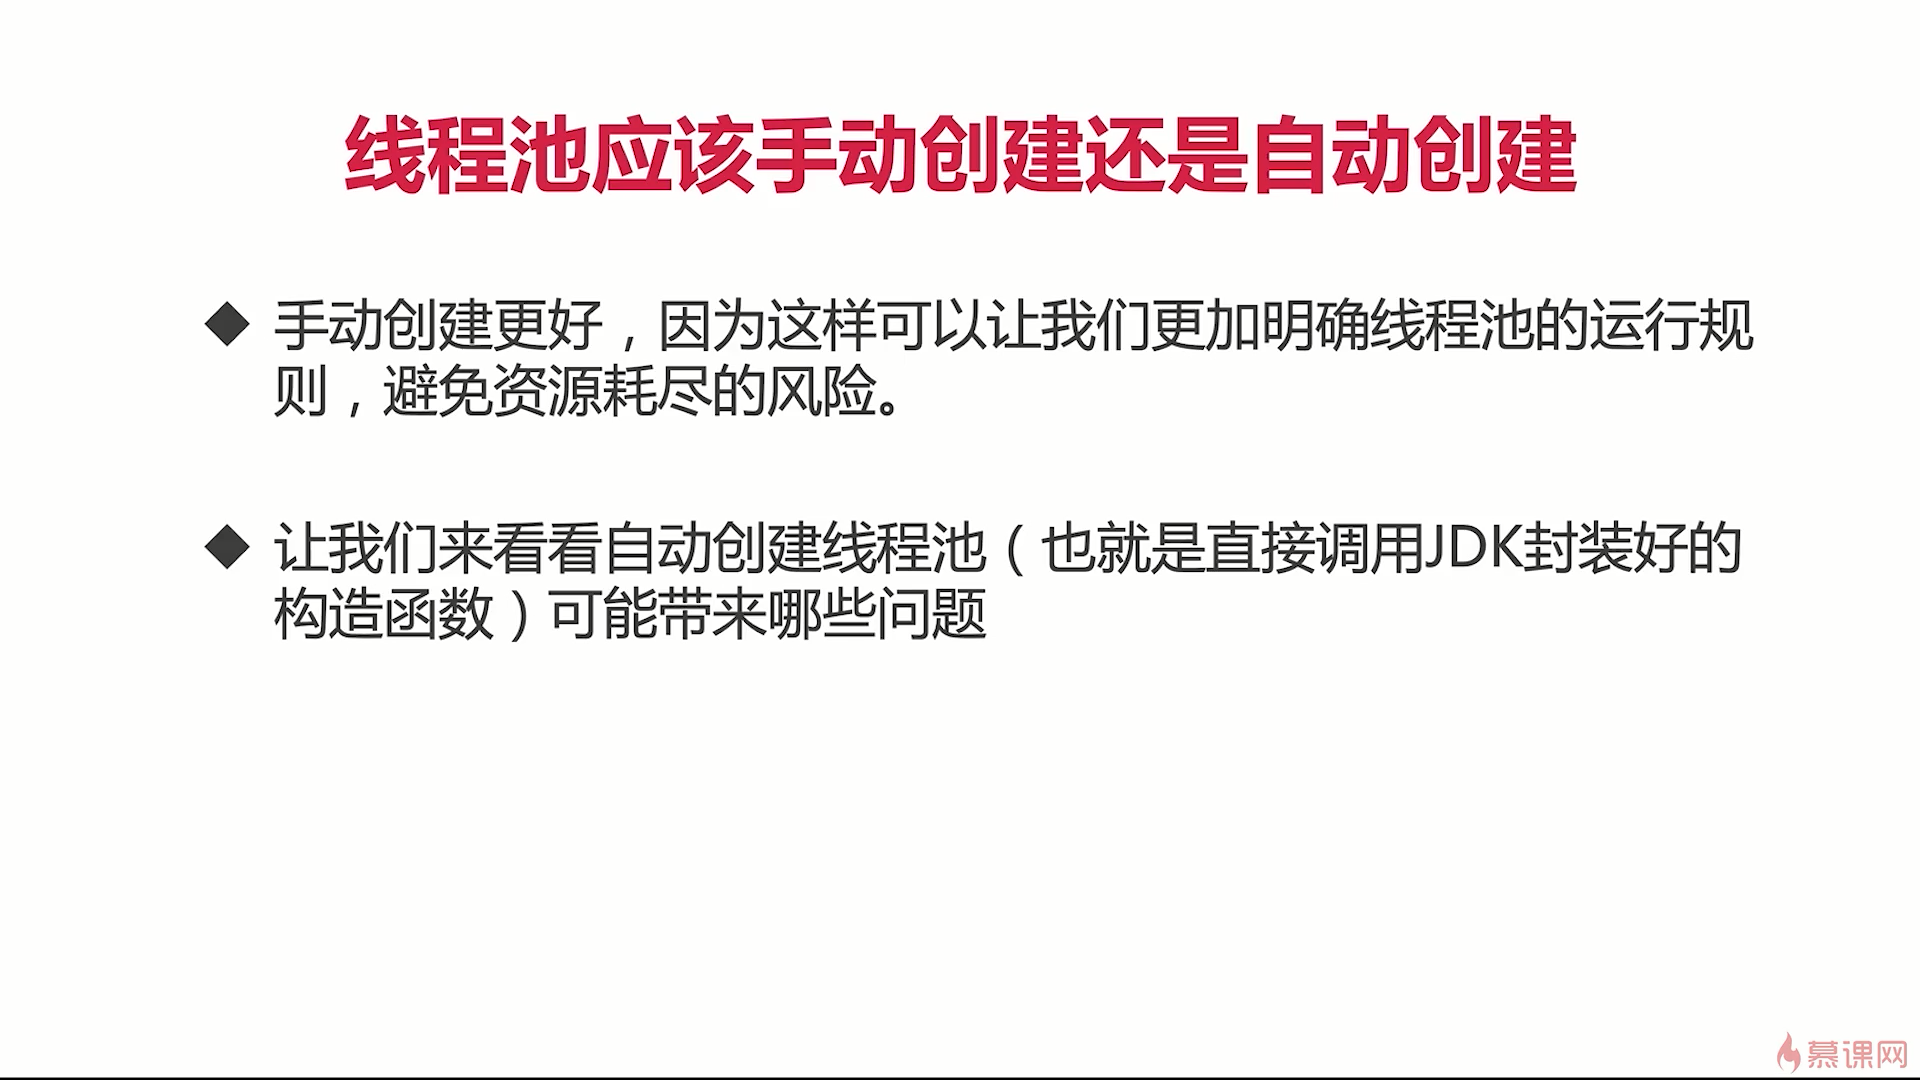 线程池应该手动创建还是自动创建
◆ 手动创建更好，因为这样可以让我们更加明确线程池的运行规
则，避免资源耗尽的风险。
◆ 让我们来看看自动创建线程池（也就是直接调用JDK封装好的
构造函数）可能带来哪些问题
慕课网